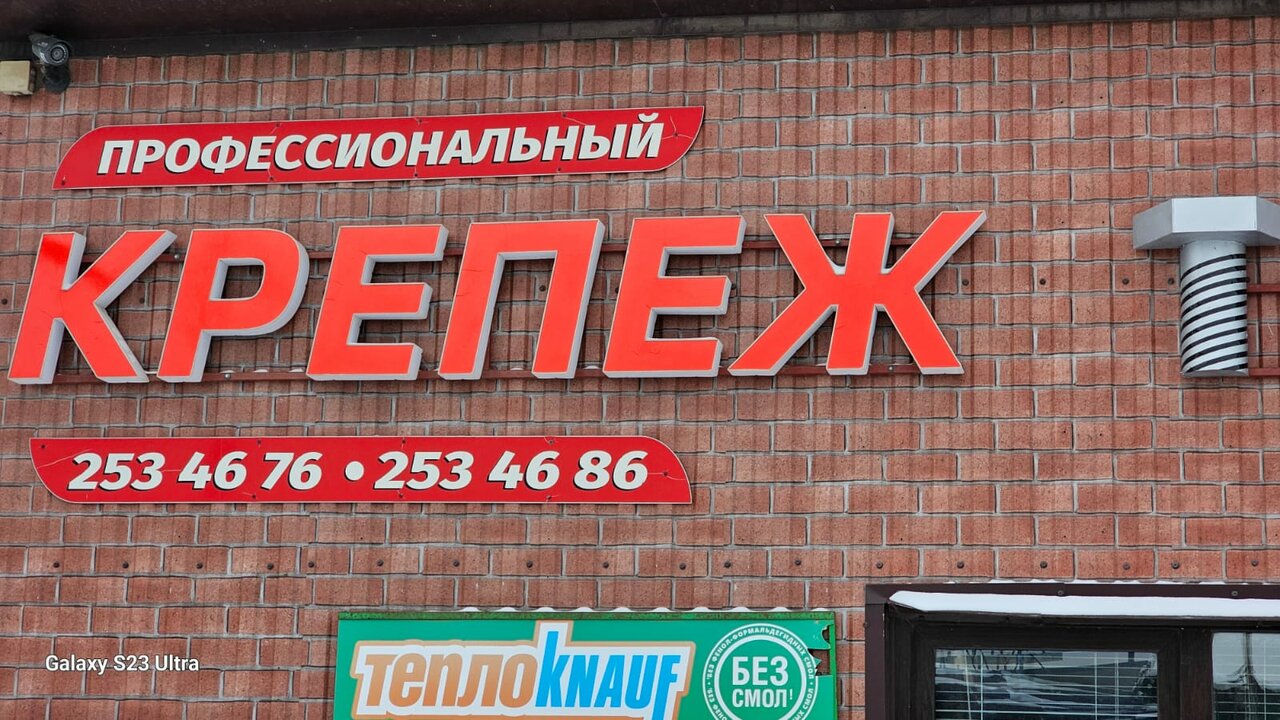 ПРОФЕССИОНАЛЬНЫЙ
КРЕПЕЖ
253 46 76 • 253 46 86
теплоKNAUF
БЕЗ
СМОЛ!
Galaxy S23 Ultra